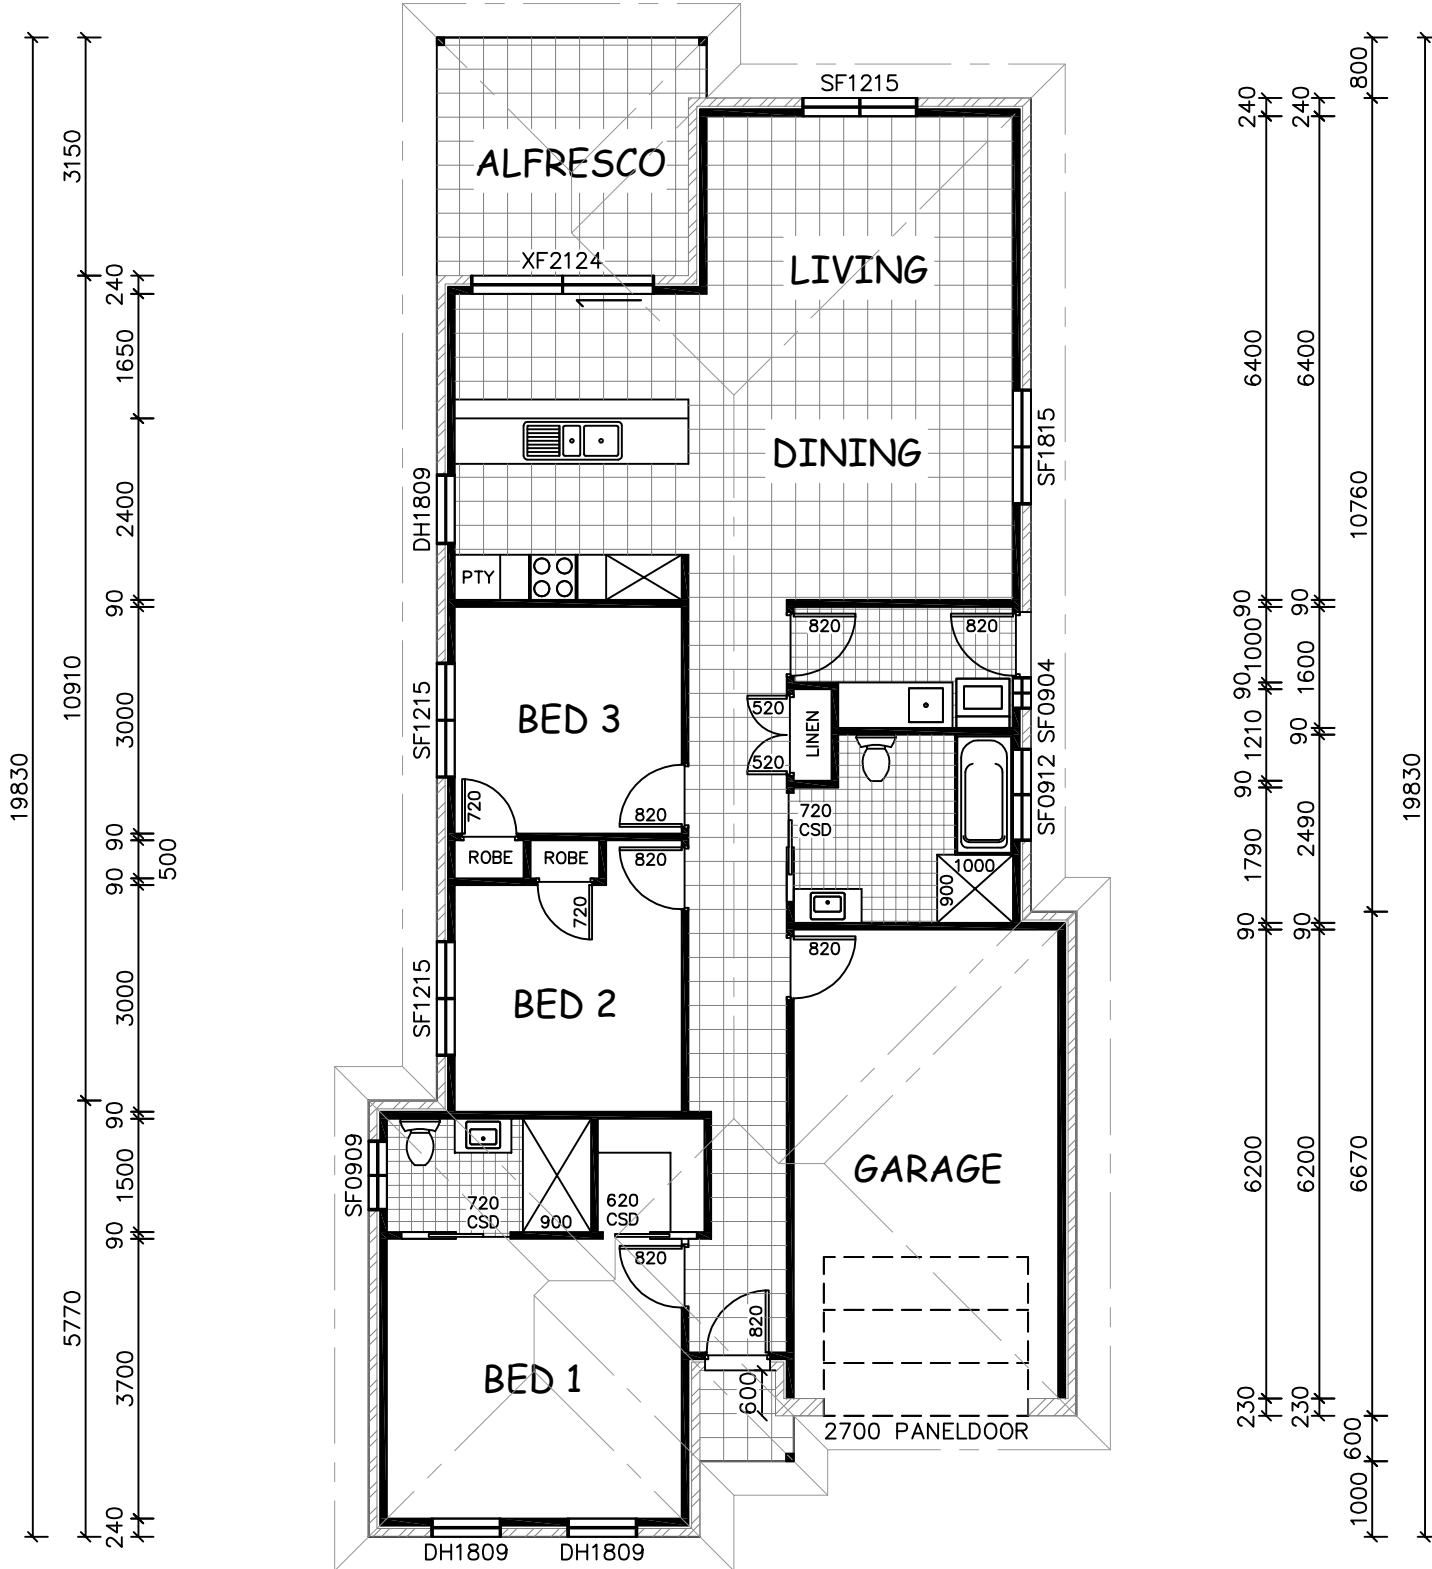 SF1215
ALFRESCO
XF2124
LIVING
DINING
SF1815
DH1809
PTY
820
820
SF0904
BED 3
SF1215
520
LINEN
520
720
820
720
CSD
SF0912
ROBE
ROBE
820
1000
900
720
820
BED 2
SF1215
GARAGE
SF0909
720
CSD
900
620
CSD
820
820
BED 1
600
2700 PANELDOOR
DH1809
DH1809
19830
3150
10910
5770
240
1650
2400
90
3000
90
500
90
3000
90
1500
90
3700
240
240
6400
90
1000
90
1210
90
1790
90
6200
230
240
6400
90
1600
90
2490
90
6200
230
800
10760
6670
600
1000
19830